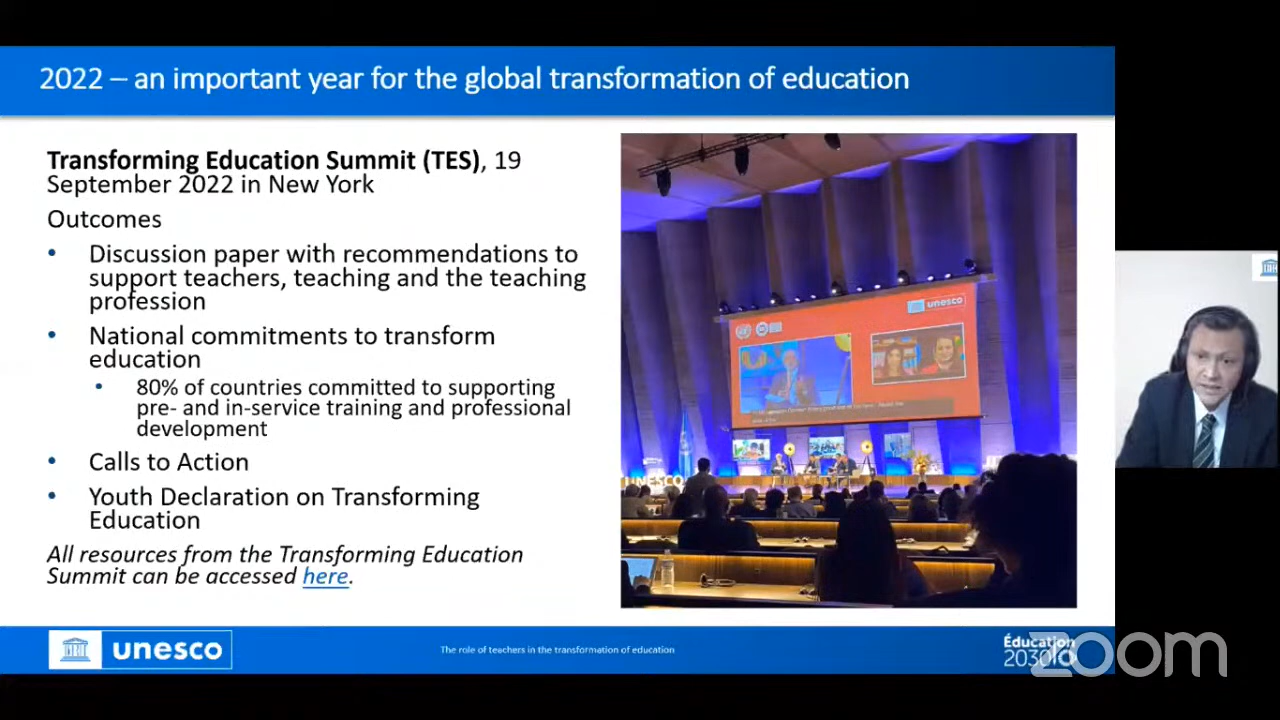 2022 – an important year for the global transformation of education
Transforming Education Summit (TES), 19
September 2022 in New York
Outcomes
• Discussion paper with recommendations to
support teachers, teaching and the teaching
profession
• National commitments to transform
education
• 80% of countries committed to supporting
pre- and in-service training and professional
development
• Calls to Action
• Youth Declaration on Transforming
Education
All resources from the Transforming Education
Summit can be accessed here.
unesco
UNESCO
unesco
The role of teachers in the transformation of education
Éducation
2030
zoom